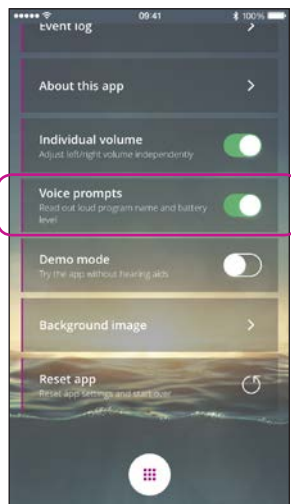 09:41
100%
Event log
About this app
Individual volume
Adjust left/right volume independently
Voice prompts
Read out loud program name and battery
level
Demo mode
Try the app without hearing aids
Background image
Reset app
Reset app settings and start over